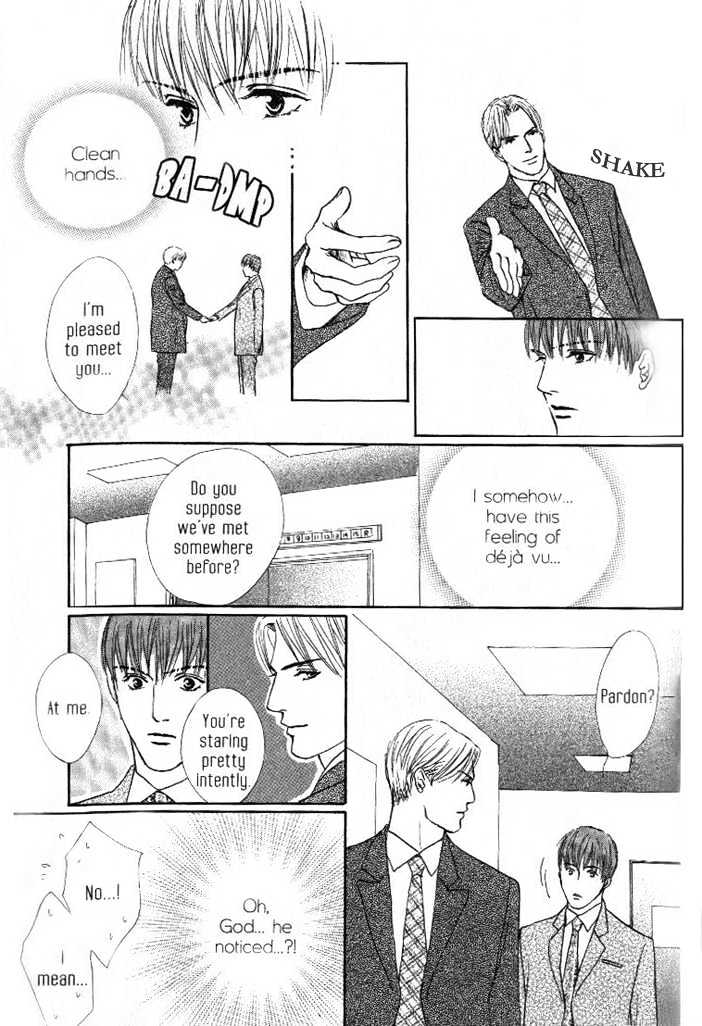 SHAKE
Clean
hands...
BA-DMP
I'm
pleased
to meet
you...
Do you
suppose
we've met
somewhere
before?
I somehow...
have this
feeling of
déjà vu...
Pardon?
You're
staring
pretty
intently.
At me.
Oh,
God... he
noticed...?!
No...!
I
mean...